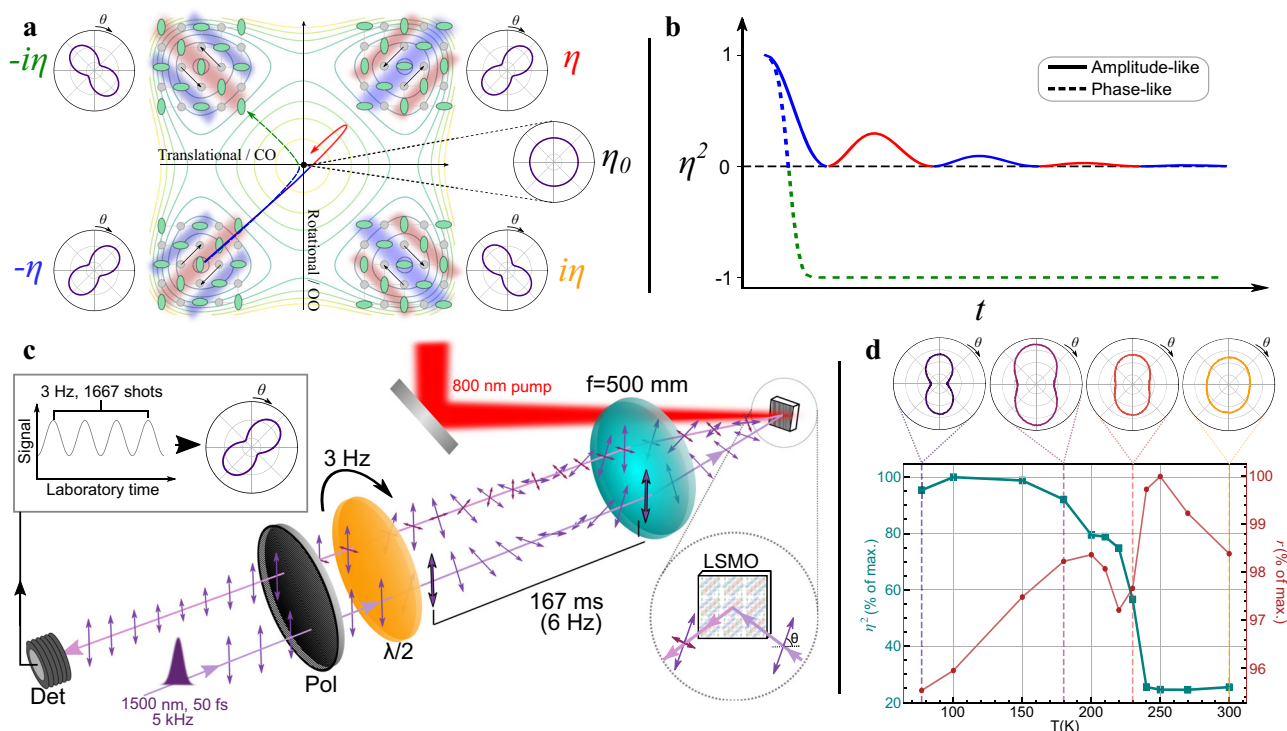 a
θ
-iη
θ
η
Translational / CO
η0
Rotational / OO
θ
-η
θ
iη
b
1
0
-1
η²
t
Amplitude-like
Phase-like
c
3 Hz, 1667 shots
Signal
Laboratory time
θ
800 nm pump
f=500 mm
3 Hz
167 ms
(6 Hz)
λ/2
Pol
Det
1500 nm, 50 fs
5 kHz
LSMO
θ
d
θ
θ
θ
θ
100
80
60
40
20
η² (% of max.)
100
99
98
97
96
r (% of max.)
100
150
200
250
300
T(K)